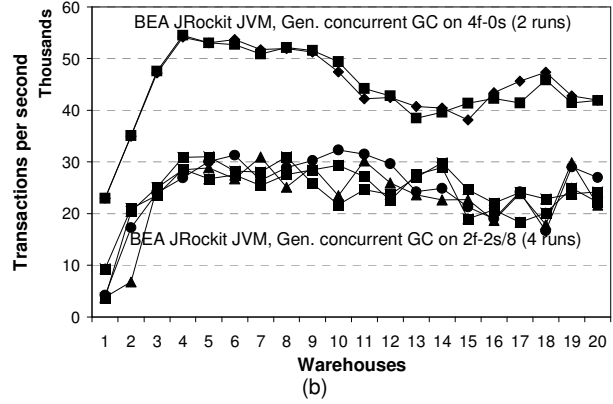 BEA JRockit JVM, Gen. concurrent GC on 4f-0s (2 runs)
Transactions per second
Thousands
60
50
40
30
20
10
0
BEA JRockit JVM, Gen. concurrent GC on 2f-2s/8 (4 runs)
1 2 3 4 5 6 7 8 9 10 11 12 13 14 15 16 17 18 19 20
Warehouses
(b)